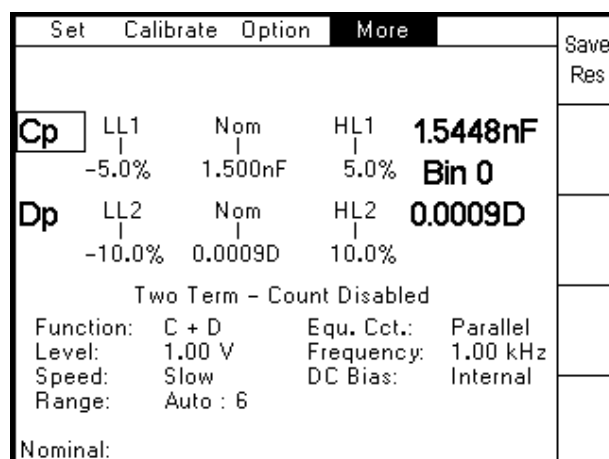 Set Calibrate Option More
Save
Res
Cp LL1 Nom HL1 1.5448nF
-5.0% 1.500nF 5.0% Bin 0
Dp LL2 Nom HL2 0.0009D
-10.0% 0.0009D 10.0%
Two Term - Count Disabled
Function: C + D Equ. Cct.: Parallel
Level: 1.00 V Frequency: 1.00 kHz
Speed: Slow DC Bias: Internal
Range: Auto : 6
Nominal: